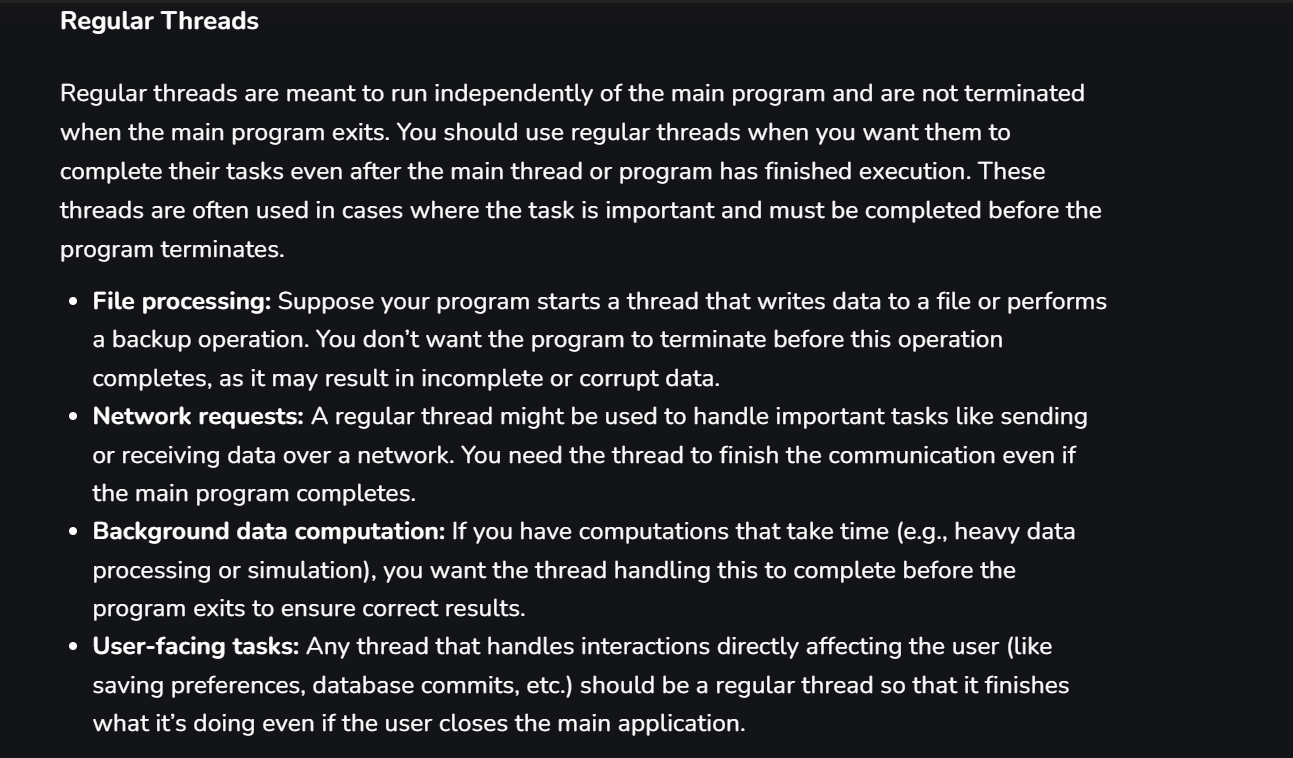 Regular Threads
Regular threads are meant to run independently of the main program and are not terminated
when the main program exits. You should use regular threads when you want them to
complete their tasks even after the main thread or program has finished execution. These
threads are often used in cases where the task is important and must be completed before the
program terminates.
• File processing: Suppose your program starts a thread that writes data to a file or performs
a backup operation. You don’t want the program to terminate before this operation
completes, as it may result in incomplete or corrupt data.
• Network requests: A regular thread might be used to handle important tasks like sending
or receiving data over a network. You need the thread to finish the communication even if
the main program completes.
• Background data computation: If you have computations that take time (e.g., heavy data
processing or simulation), you want the thread handling this to complete before the
program exits to ensure correct results.
• User-facing tasks: Any thread that handles interactions directly affecting the user (like
saving preferences, database commits, etc.) should be a regular thread so that it finishes
what it’s doing even if the user closes the main application.